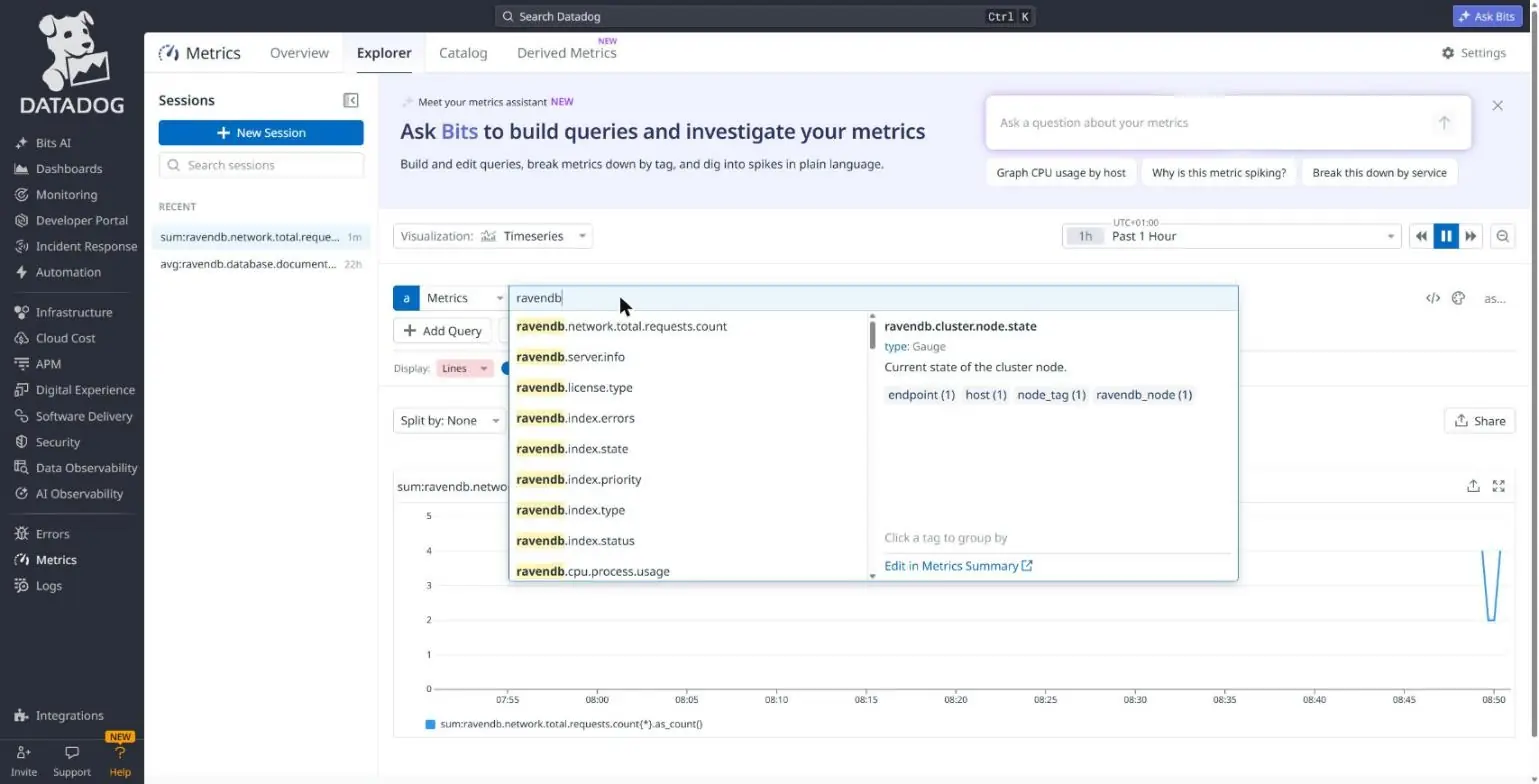 Search Datadog
Ctrl K
Ask Bits
DATADOG
Bits AI
Dashboards
Monitoring
Developer Portal
Incident Response
Automation
Infrastructure
Cloud Cost
APM
Digital Experience
Software Delivery
Security
Data Observability
AI Observability
Errors
Metrics
Logs
Integrations
NEW
Invite
Support
Help
Metrics
Overview
Explorer
Catalog
Derived Metrics
NEW
Settings
Sessions
+ New Session
Search sessions
RECENT
sum:ravendb.network.total.reque... 1m
avg:ravendb.database.document... 22h
Meet your metrics assistant NEW
Ask Bits to build queries and investigate your metrics
Build and edit queries, break metrics down by tag, and dig into spikes in plain language.
Ask a question about your metrics
Graph CPU usage by host
Why is this metric spiking?
Break this down by service
Visualization: Timeseries
UTC+01:00
1h Past 1 Hour
a Metrics
ravendb
</> as...
+ Add Query
Display: Lines
Split by: None
ravendb.network.total.requests.count
ravendb.server.info
ravendb.license.type
ravendb.index.errors
ravendb.index.state
ravendb.index.priority
ravendb.index.type
ravendb.index.status
ravendb.cpu.process.usage
ravendb.cluster.node.state
type: Gauge
Current state of the cluster node.
endpoint (1) host (1) node_tag (1) ravendb_node (1)
Click a tag to group by
Edit in Metrics Summary
Share
sum:ravendb.netwo
5
4
3
2
1
0
07:55 08:00 08:05 08:10 08:15 08:20 08:25 08:30 08:35 08:40 08:45 08:50
sum:ravendb.network.total.requests.count{*}.as_count()